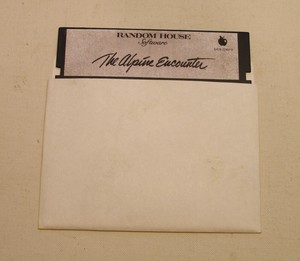 RANDOM HOUSE
Software
The Alpine Encounter